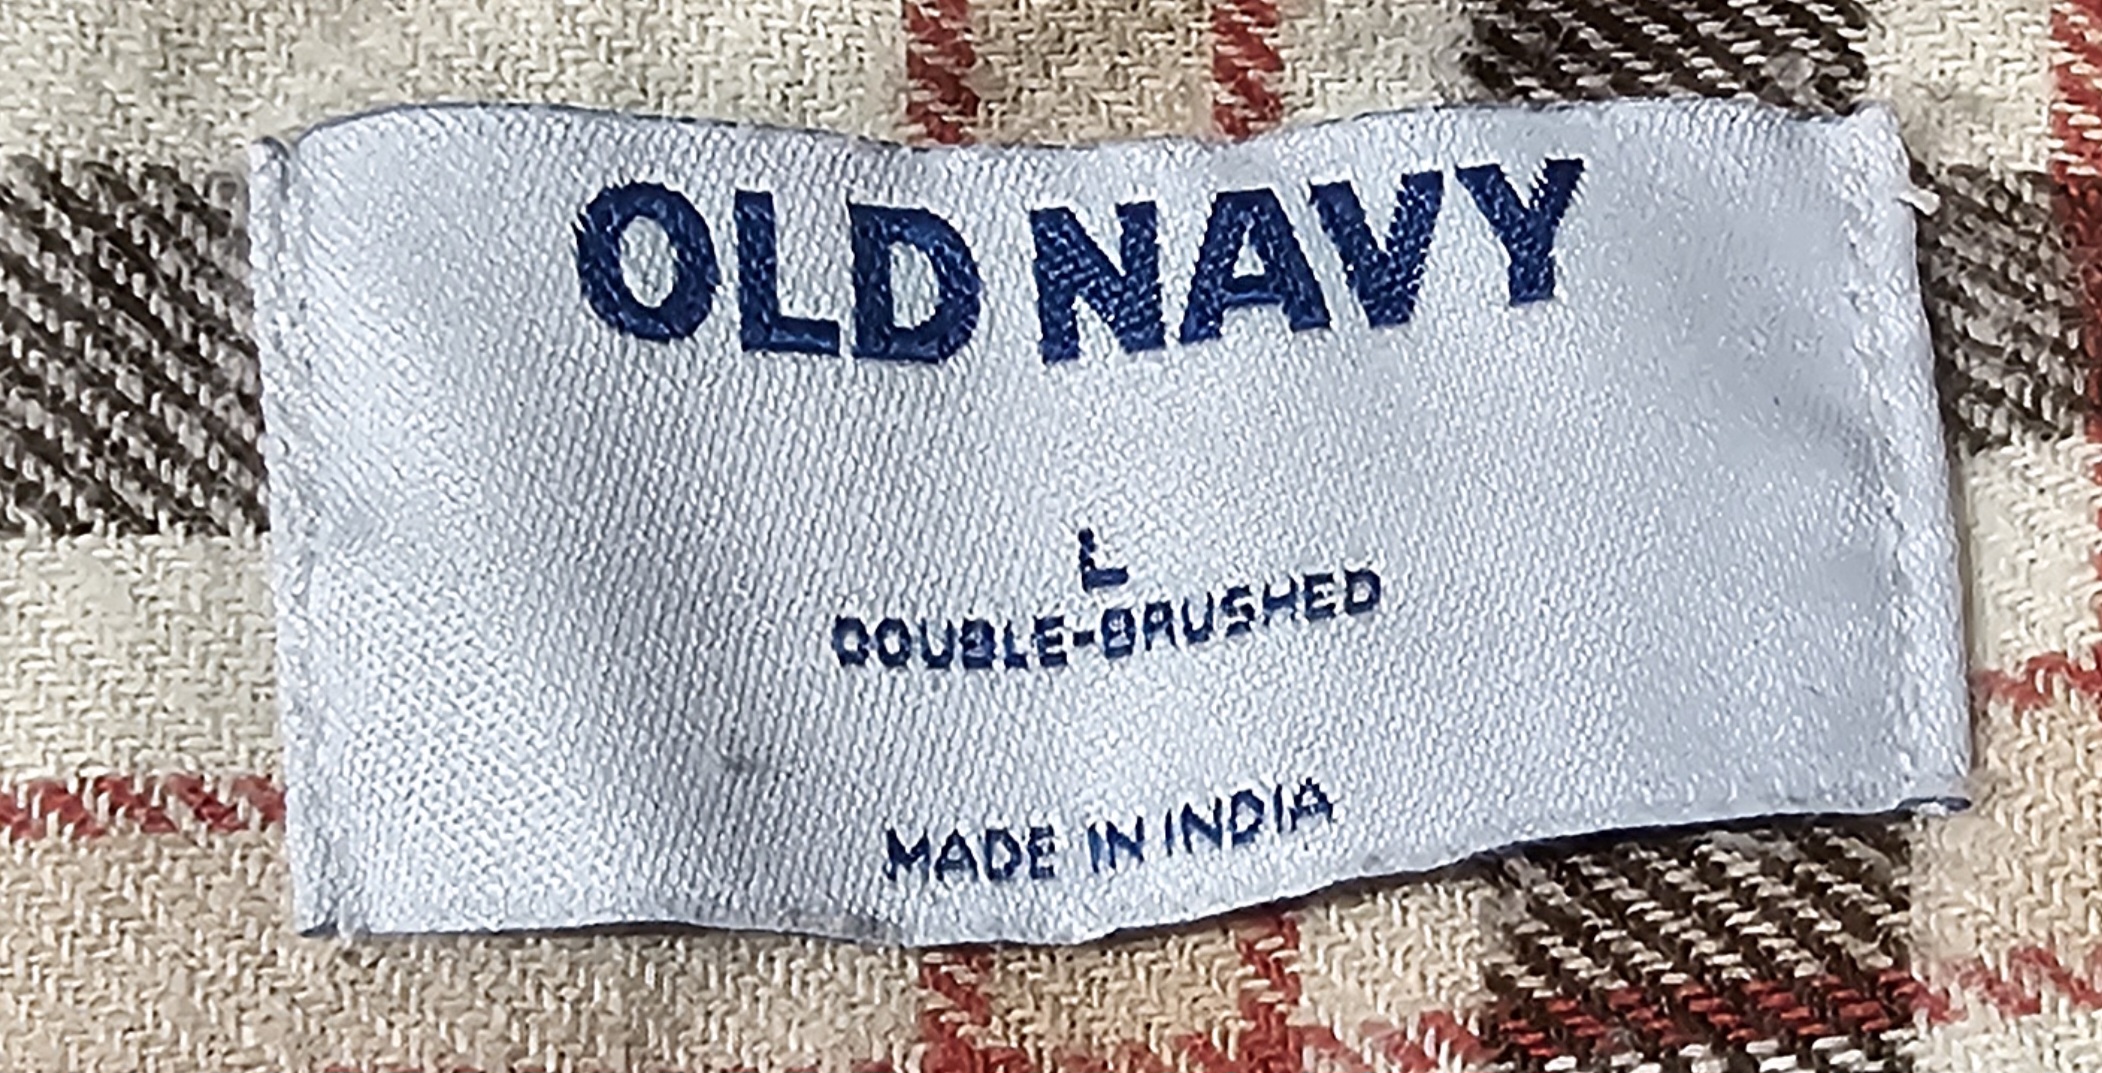 OLD NAVY
L
DOUBLE-BRUSHED
MADE IN INDIA